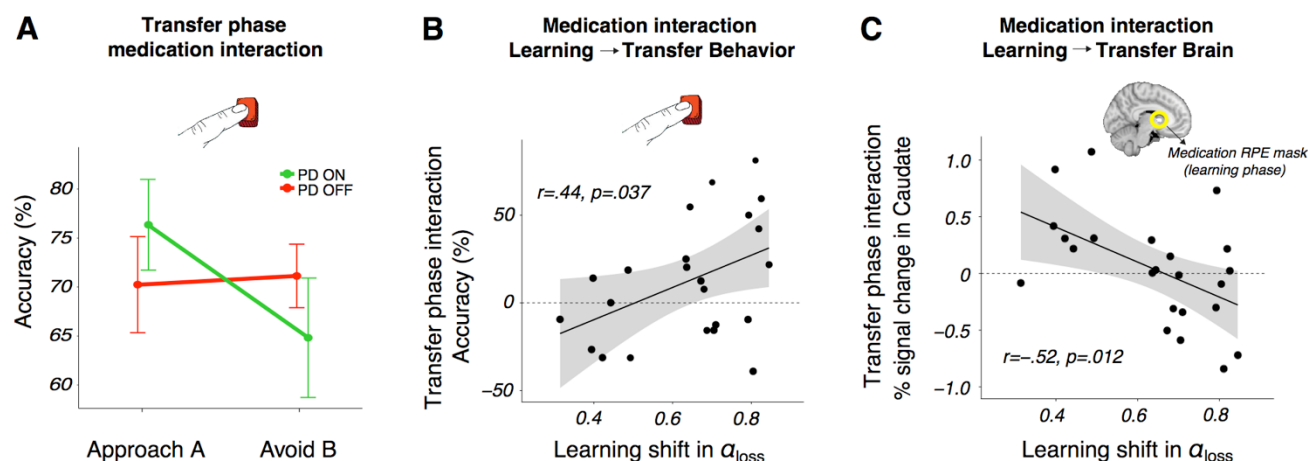 A
Transfer phase
medication interaction
PD ON
PD OFF
Accuracy (%)
80
75
70
65
60
Approach A
Avoid B
B
Medication interaction
Learning → Transfer Behavior
r=.44, p=.037
Transfer phase interaction
Accuracy (%)
50
0
−50
0.4
0.6
0.8
Learning shift in αloss
C
Medication interaction
Learning → Transfer Brain
Medication RPE mask
(learning phase)
Transfer phase interaction
% signal change in Caudate
1.0
0.5
0
−0.5
−1.0
r=−.52, p=.012
0.4
0.6
0.8
Learning shift in αloss